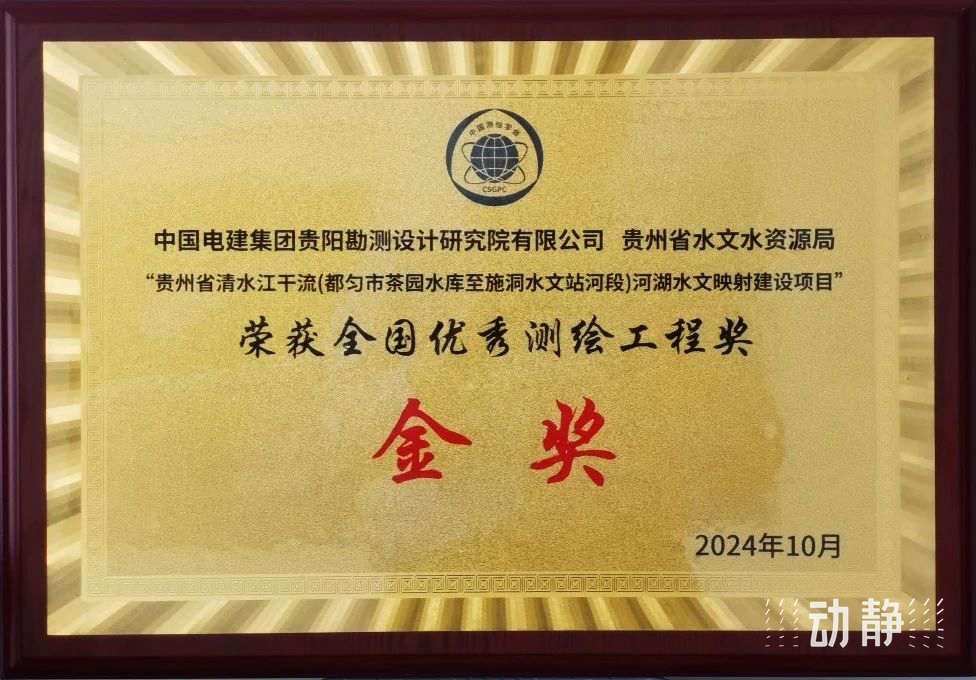 中国测绘学会
CSGPC
中国电建集团贵阳勘测设计研究院有限公司 贵州省水文水资源局
“贵州省清水江干流(都匀市茶园水库至施洞水文站河段)河湖水文映射建设项目”
荣获全国优秀测绘工程奖
金奖
2024年10月
动静